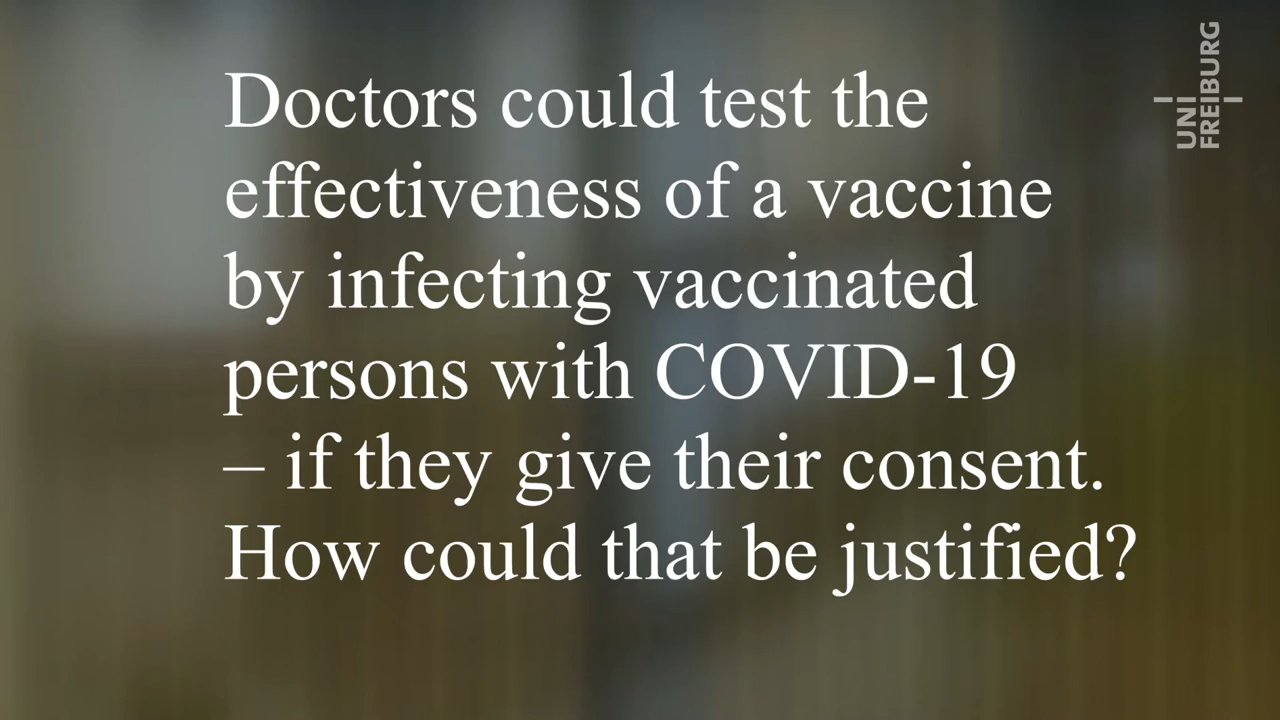 Doctors could test the
effectiveness of a vaccine
by infecting vaccinated
persons with COVID-19
– if they give their consent.
How could that be justified?
UNI
FREIBURG